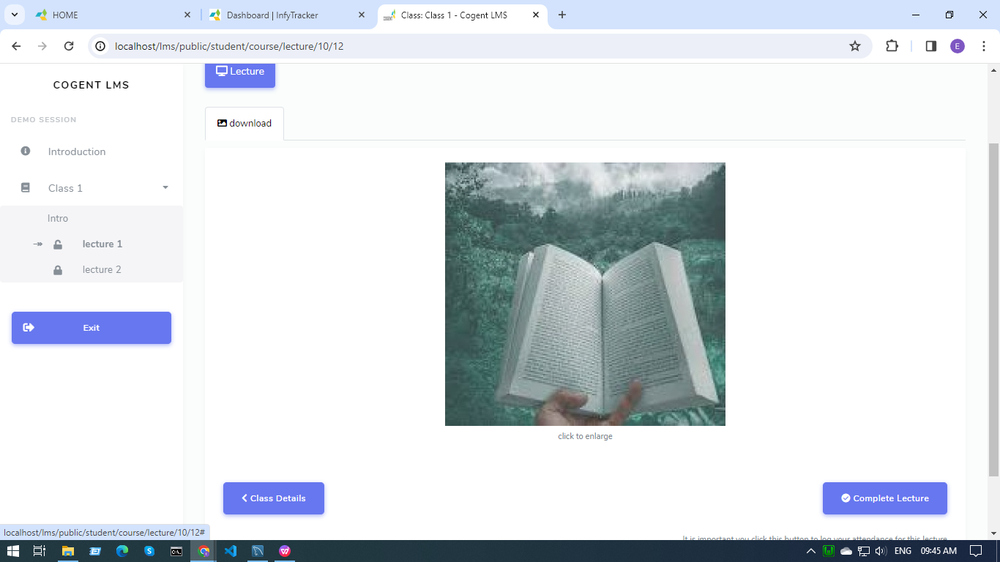 HOME
Dashboard | InfyTracker
Class: Class 1 - Cogent LMS
localhost/lms/public/student/course/lecture/10/12
E
COGENT LMS
DEMO SESSION
Introduction
Class 1
Intro
lecture 1
lecture 2
Exit
Lecture
download
click to enlarge
Class Details
Complete Lecture
It is important you click this button to log your attendance for this lecture
localhost/lms/public/student/course/lecture/10/12#
ENG
09:45 AM